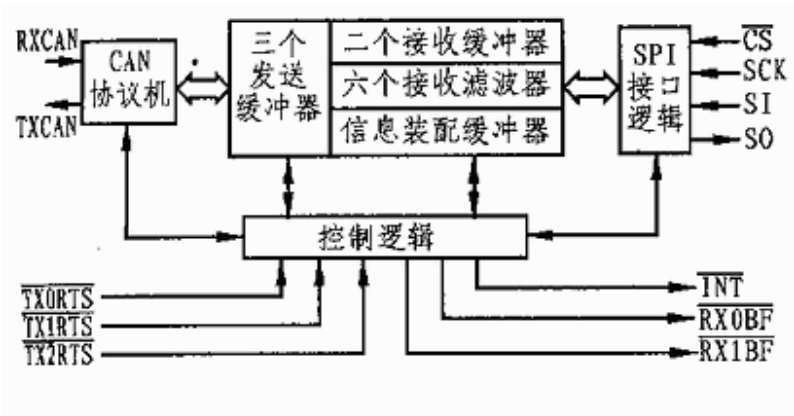 RXCAN
TXCAN
CAN
协议机
三个
发送
缓冲器
二个接收缓冲器
六个接收滤波器
信息装配缓冲器
SPI
接口
逻辑
CS
SCK
SI
SO
控制逻辑
TX0RTS
TX1RTS
TX2RTS
INT
RX0BF
RX1BF